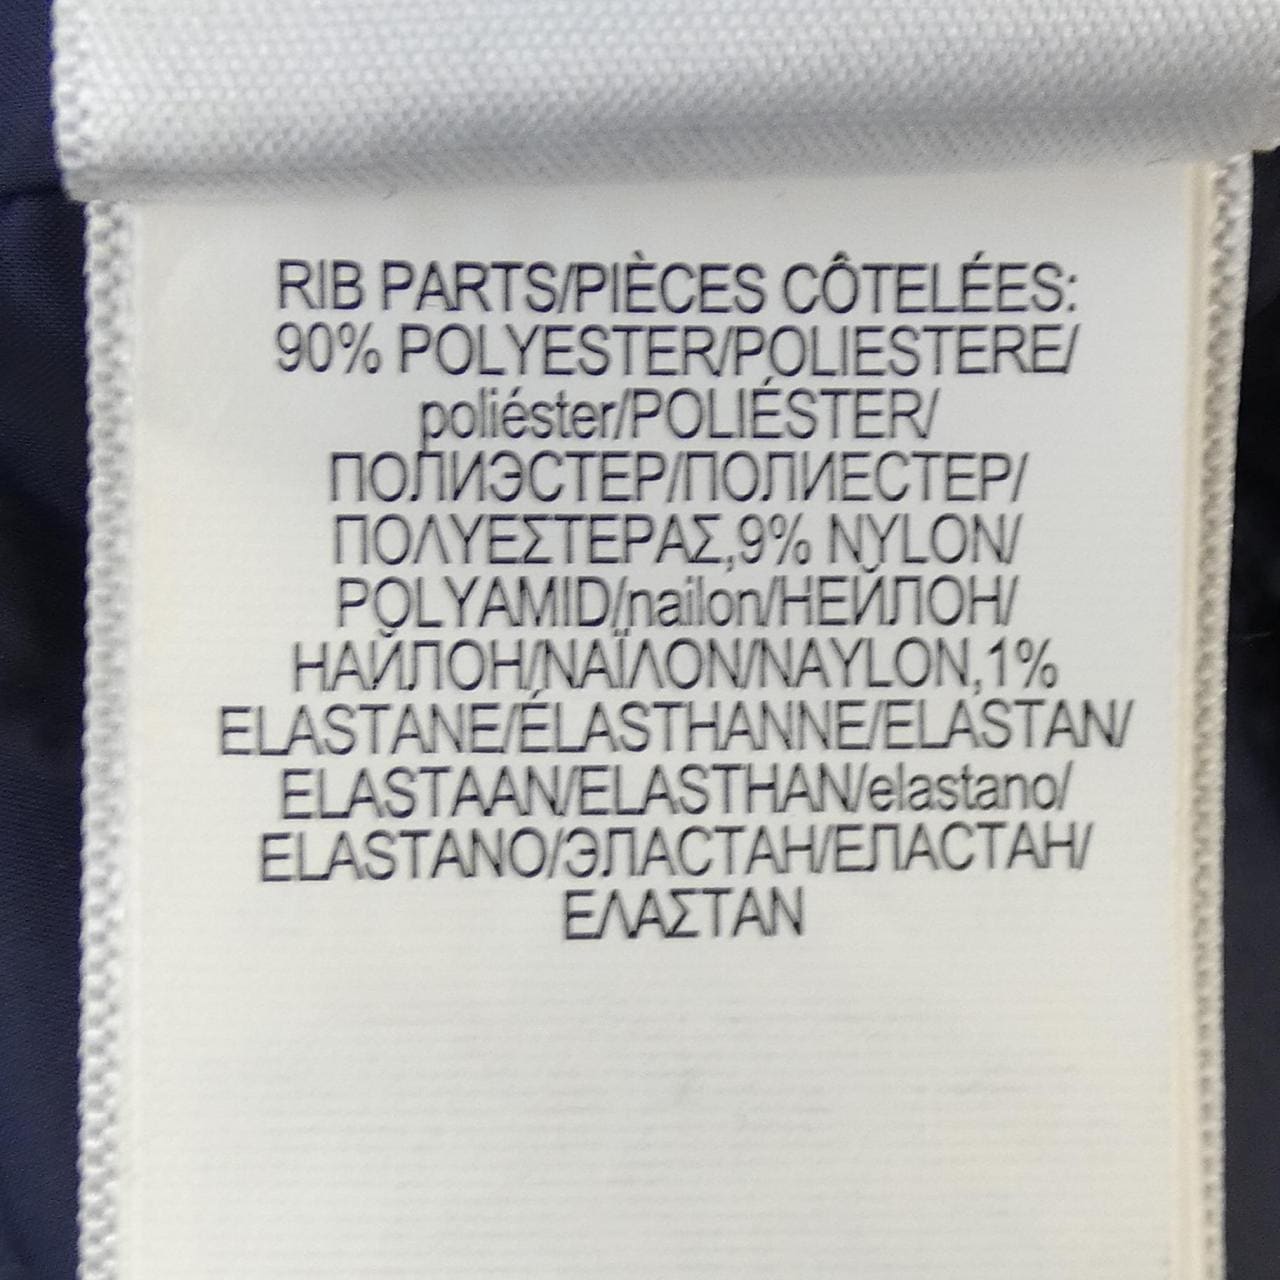 RIB PARTS/PIÈCES CÔTELÉES:
90% POLYESTER/POLIESTERE/
poliéster/POLIÉSTER/
ПОЛИЭСТЕР/ПОЛИЕСТЕР/
ΠΟΛΥΕΣΤΕΡΑΣ,9% NYLON/
POLYAMID/nailon/НЕЙЛОН/
НАЙЛОН/ΝΑΪΛΟΝ/NAYLON,1%
ELASTANE/ÉLASTHANNE/ELASTAN/
ELASTAAN/ELASTHAN/elastano/
ELASTANO/ЭЛАСТАН/ЕЛАСТАН/
ΕΛΑΣΤΑΝ